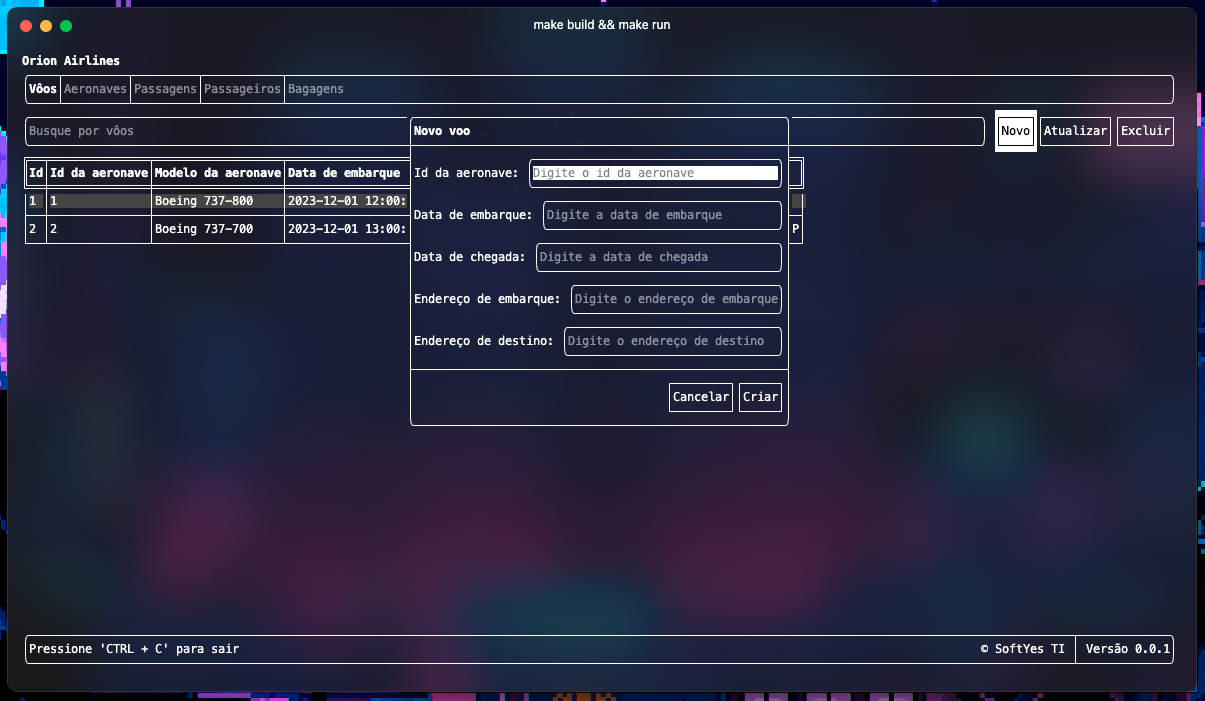 make build && make run
Orion Airlines
Vôos Aeronaves Passagens Passageiros Bagagens
Busque por vôos Novo Atualizar Excluir
Novo voo
Id Id da aeronave Modelo da aeronave Data de embarque
Id da aeronave: Digite o id da aeronave
1 1 Boeing 737-800 2023-12-01 12:00:
Data de embarque: Digite a data de embarque
2 2 Boeing 737-700 2023-12-01 13:00: P
Data de chegada: Digite a data de chegada
Endereço de embarque: Digite o endereço de embarque
Endereço de destino: Digite o endereço de destino
Cancelar Criar
Pressione 'CTRL + C' para sair © SoftYes TI Versão 0.0.1